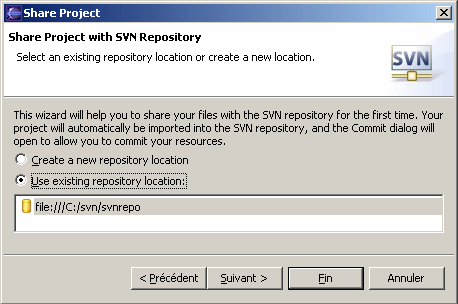 Share Project
Share Project with SVN Repository
Select an existing repository location or create a new location.
SVN
This wizard will help you to share your files with the SVN repository for the first time. Your
project will automatically be imported into the SVN repository, and the Commit dialog will
open to allow you to commit your resources.
Create a new repository location
Use existing repository location:
file:///C:/svn/svnrepo
< Précédent
Suivant >
Fin
Annuler